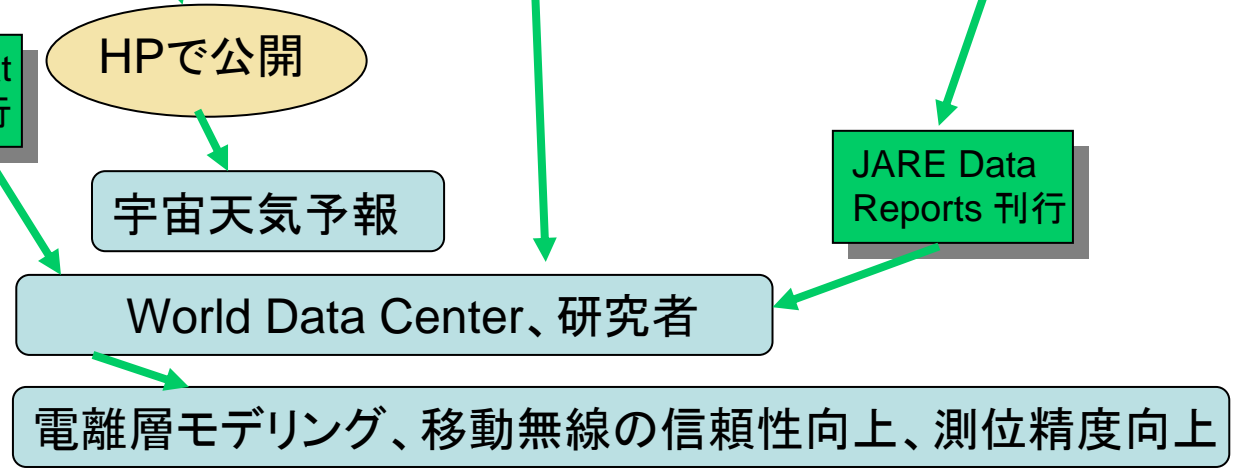 HPで公開
t
行
JARE Data
Reports 刊行
宇宙天気予報
World Data Center、研究者
電離層モデリング、移動無線の信頼性向上、測位精度向上